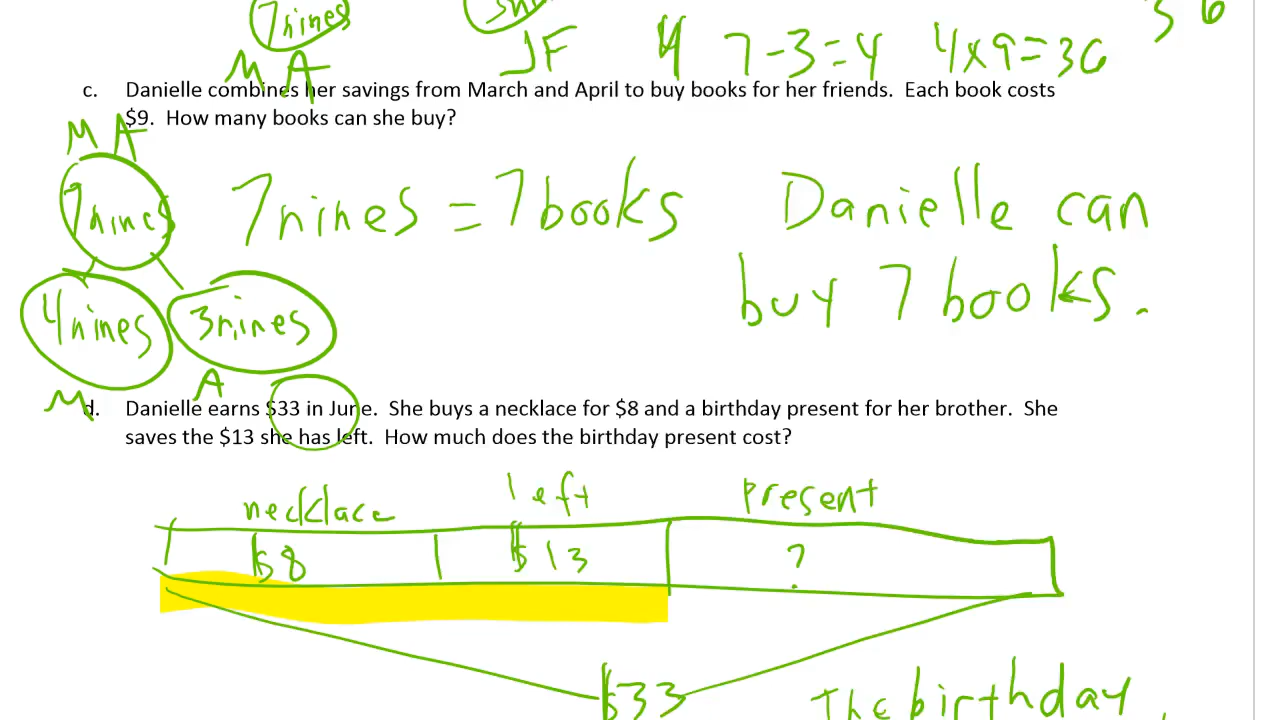 7nines
M A
JF 4 7-3=4 4x9=36
c. Danielle combines her savings from March and April to buy books for her friends. Each book costs
$9. How many books can she buy?
M A
7nines 7nines = 7books Danielle can
buy 7 books.
4nines 3nines
M A
d. Danielle earns $33 in June. She buys a necklace for $8 and a birthday present for her brother. She
saves the $13 she has left. How much does the birthday present cost?
necklace left present
$8 $13 ?
$33 The birthday